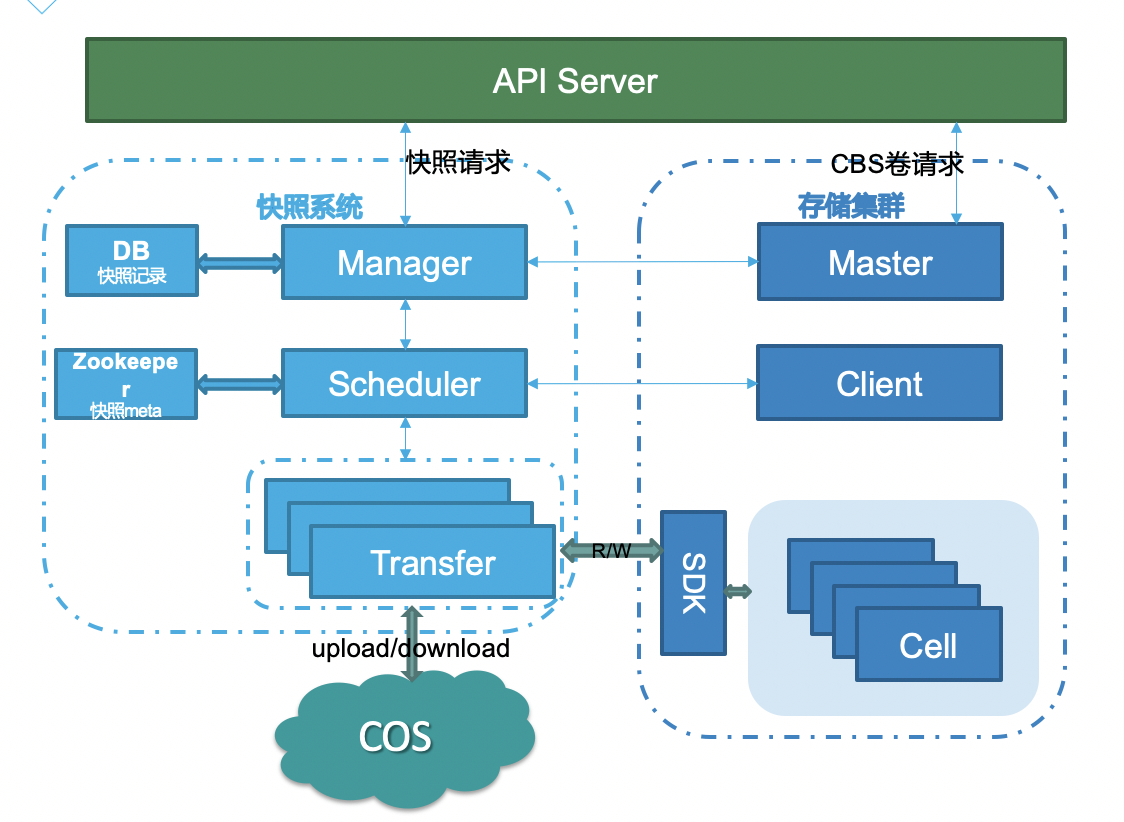 API Server
快照请求
CBS卷请求
快照系统
存储集群
DB
快照记录
Manager
Master
Zookeepe
r
快照meta
Scheduler
Client
Transfer
R/W
SDK
Cell
upload/download
COS